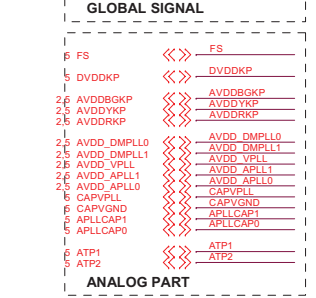 GLOBAL SIGNAL
5 FS FS
5 DVDDKP DVDDKP
2,5 AVDDBGKP AVDDBGKP
2,5 AVDDYKP AVDDYKP
2,5 AVDDRKP AVDDRKP
2,5 AVDD_DMPLL0 AVDD_DMPLL0
2,5 AVDD_DMPLL1 AVDD_DMPLL1
2,5 AVDD_VPLL AVDD_VPLL
2,5 AVDD_APLL1 AVDD_APLL1
2,5 AVDD_APLL0 AVDD_APLL0
5 CAPVPLL CAPVPLL
5 CAPVGND CAPVGND
5 APLLCAP1 APLLCAP1
5 APLLCAP0 APLLCAP0
5 ATP1 ATP1
5 ATP2 ATP2
ANALOG PART